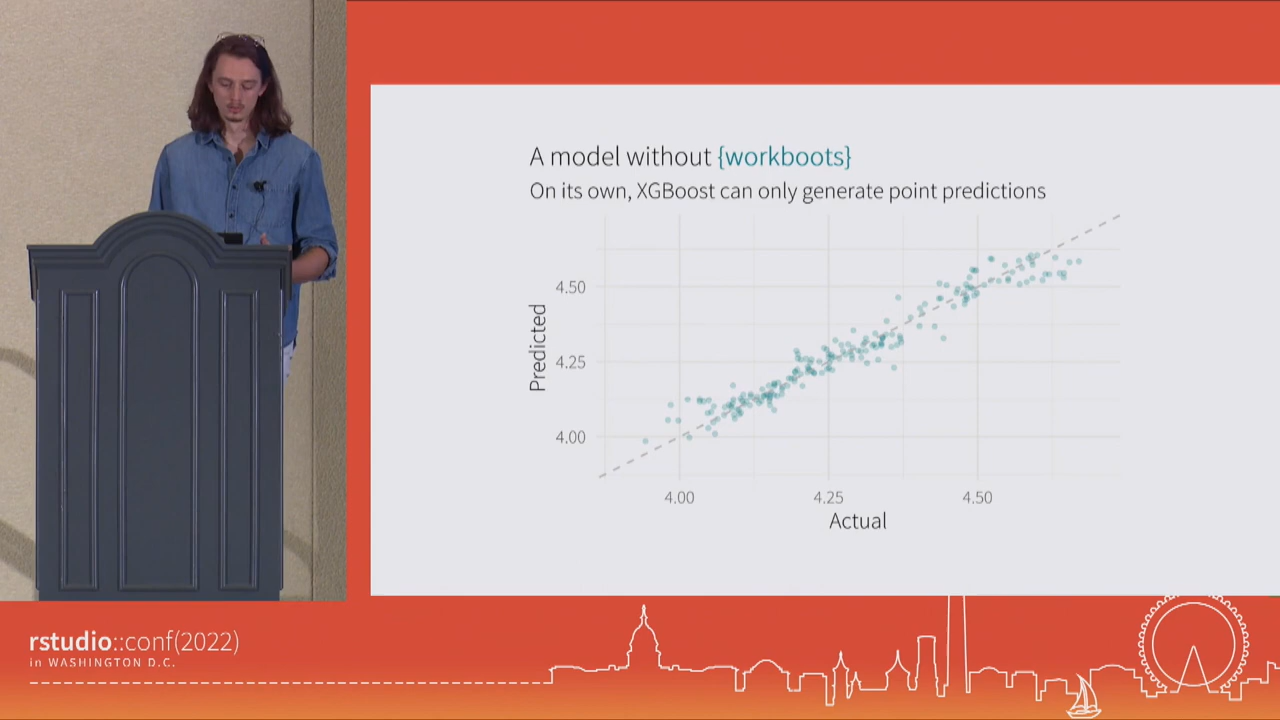 A model without {workboots}
On its own, XGBoost can only generate point predictions
Predicted
4.50
4.25
4.00
4.00 4.25 4.50
Actual
rstudio::conf(2022)
in WASHINGTON D.C.